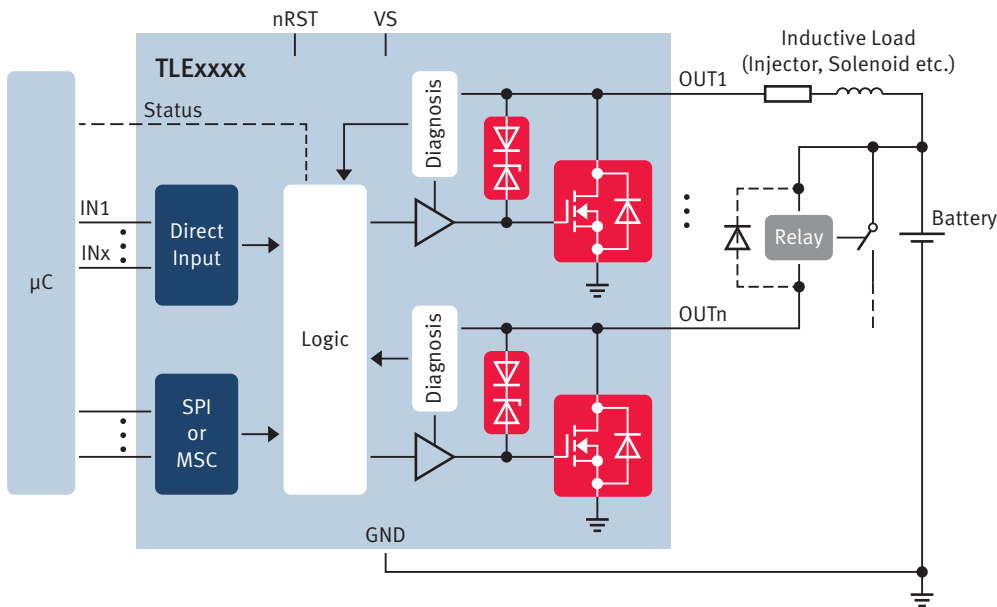 nRST
VS
TLExxxx
Inductive Load
(Injector, Solenoid etc.)
OUT1
Status
Diagnosis
IN1
INx
Direct
Input
µC
Relay
Battery
OUTn
Logic
Diagnosis
SPI
or
MSC
GND